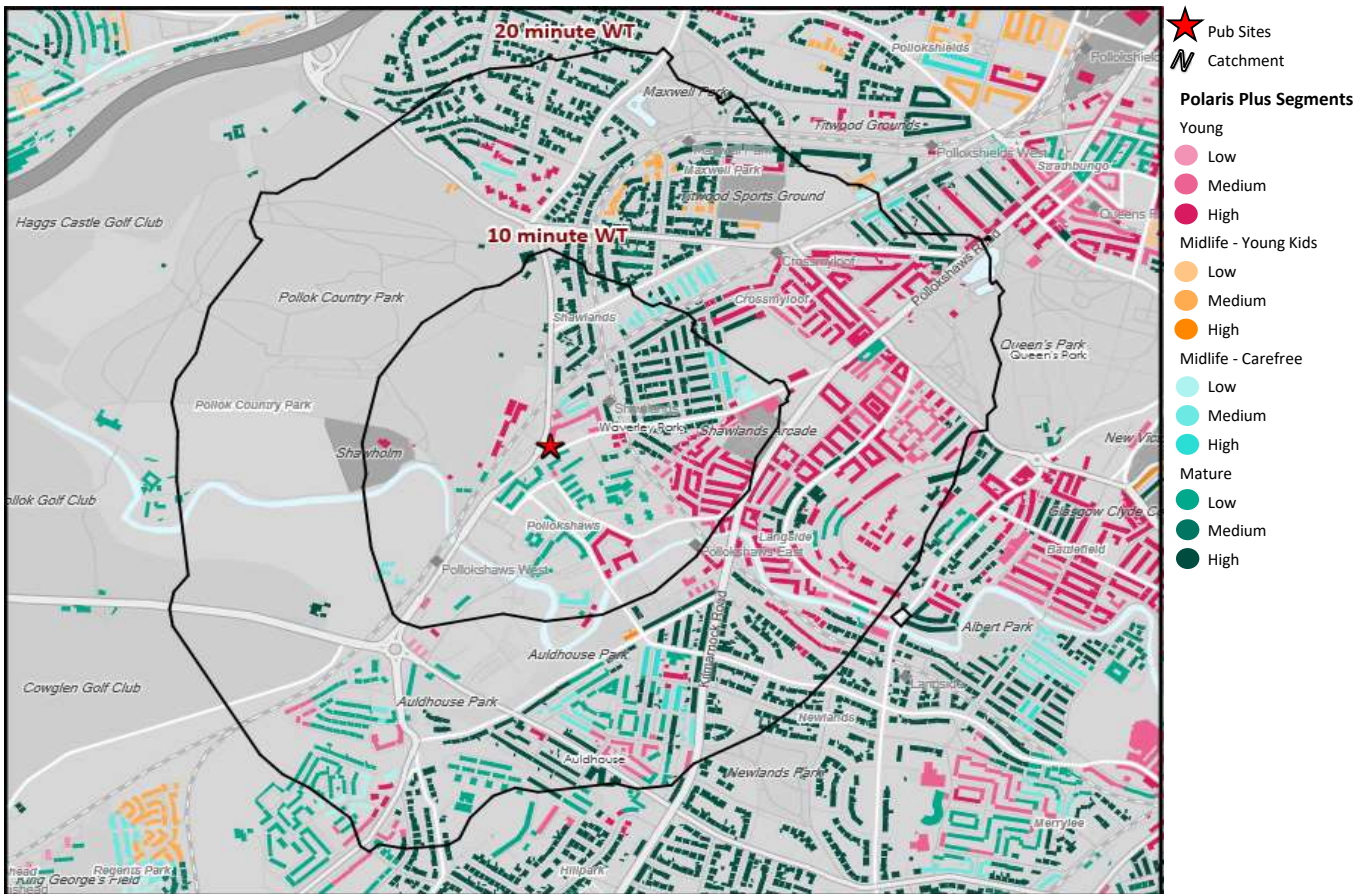 20 minute WT
Pollokshields
Pollokshield
Maxwell Park
Titwood Grounds
Pollokshields West
Strathbungo
Maxwell Park
Titwood Sports Ground
Haggs Castle Golf Club
10 minute WT
Crossmyloof
Pollokshaws Road
Pollok Country Park
Crossmyloof
Shawlands
Queen's Park
Queen's Park
Pollok Country Park
Shawlands
Waverley Park
Shawlands Arcade
New Vic
Shawholm
ollok Golf Club
Glasgow Clyde C
Pollokshaws
Langside
Battlefield
Pollokshaws East
Pollokshaws West
Kilmarnock Road
Albert Park
Auldhouse Park
Langside
Cowglen Golf Club
Auldhouse Park
Newlands
Auldhouse
Newlands Park
Merrylee
Regents Park
Hillpark
King George's Field
Pub Sites
Catchment
Polaris Plus Segments
Young
Low
Medium
High
Midlife - Young Kids
Low
Medium
High
Midlife - Carefree
Low
Medium
High
Mature
Low
Medium
High